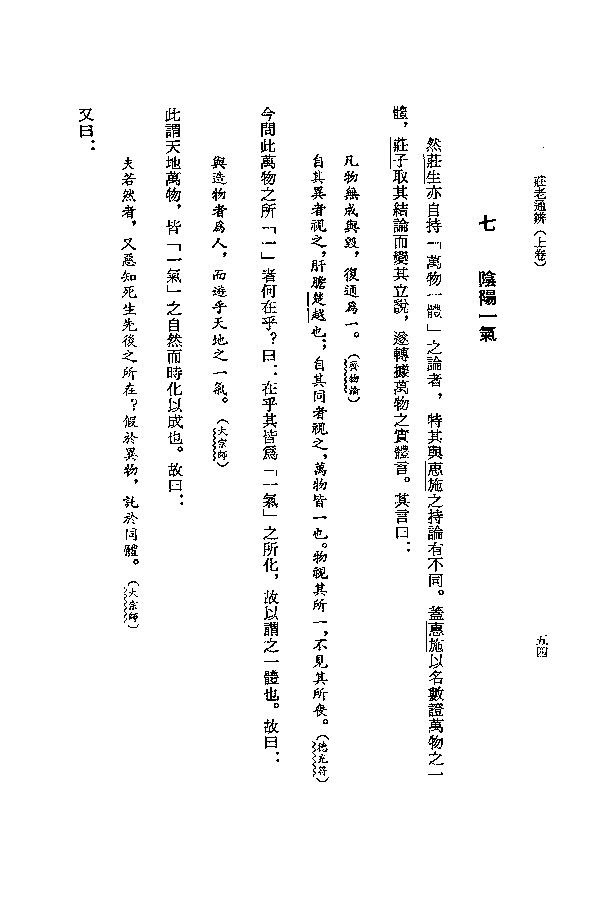 莊老通辨（上卷）
五四
七　陰陽一氣
然莊生亦自持「萬物一體」之論者，特其與惠施之持論有不同。蓋惠施以名數證萬物之一
體，莊子取其結論而變其立說，遂轉據萬物之實體言。其言曰：
凡物無成與毀，復通爲一。（齊物論）
自其異者視之，肝膽楚越也；自其同者視之，萬物皆一也。物視其所一，不見其所喪。（德充符）
今問此萬物之所「一」者何在乎？曰：在乎其皆爲「一氣」之所化，故以謂之一體也。故曰：
與造物者爲人，而遊乎天地之一氣。（大宗師）
此謂天地萬物，皆「一氣」之自然而時化以成也。故曰：
夫若然者，又惡知死生先後之所在？假於異物，託於同體。（大宗師）
又曰：